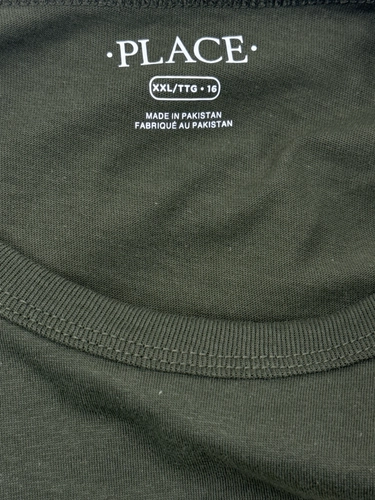 ·PLACE·
XXL/TTG • 16
MADE IN PAKISTAN
FABRIQUÉ AU PAKISTAN